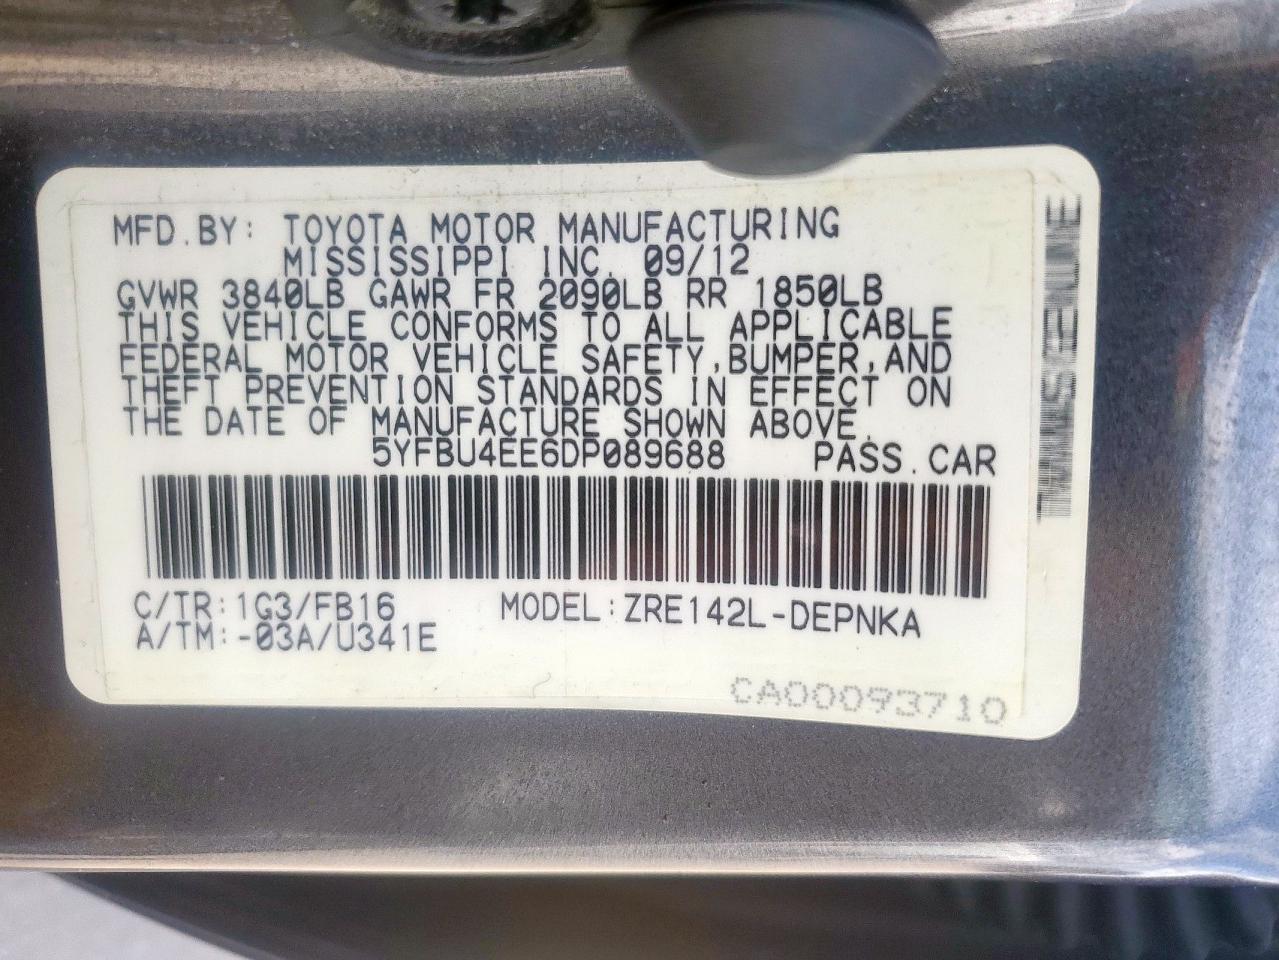 MFD.BY: TOYOTA MOTOR MANUFACTURING
MISSISSIPPI INC. 09/12
GVWR 3840LB GAWR FR 2090LB RR 1850LB
THIS VEHICLE CONFORMS TO ALL APPLICABLE
FEDERAL MOTOR VEHICLE SAFETY,BUMPER,AND
THEFT PREVENTION STANDARDS IN EFFECT ON
THE DATE OF MANUFACTURE SHOWN ABOVE.
5YFBU4EE6DP089688 PASS.CAR
C/TR:1G3/FB16 MODEL:ZRE142L-DEPNKA
A/TM:-03A/U341E
CA00093710